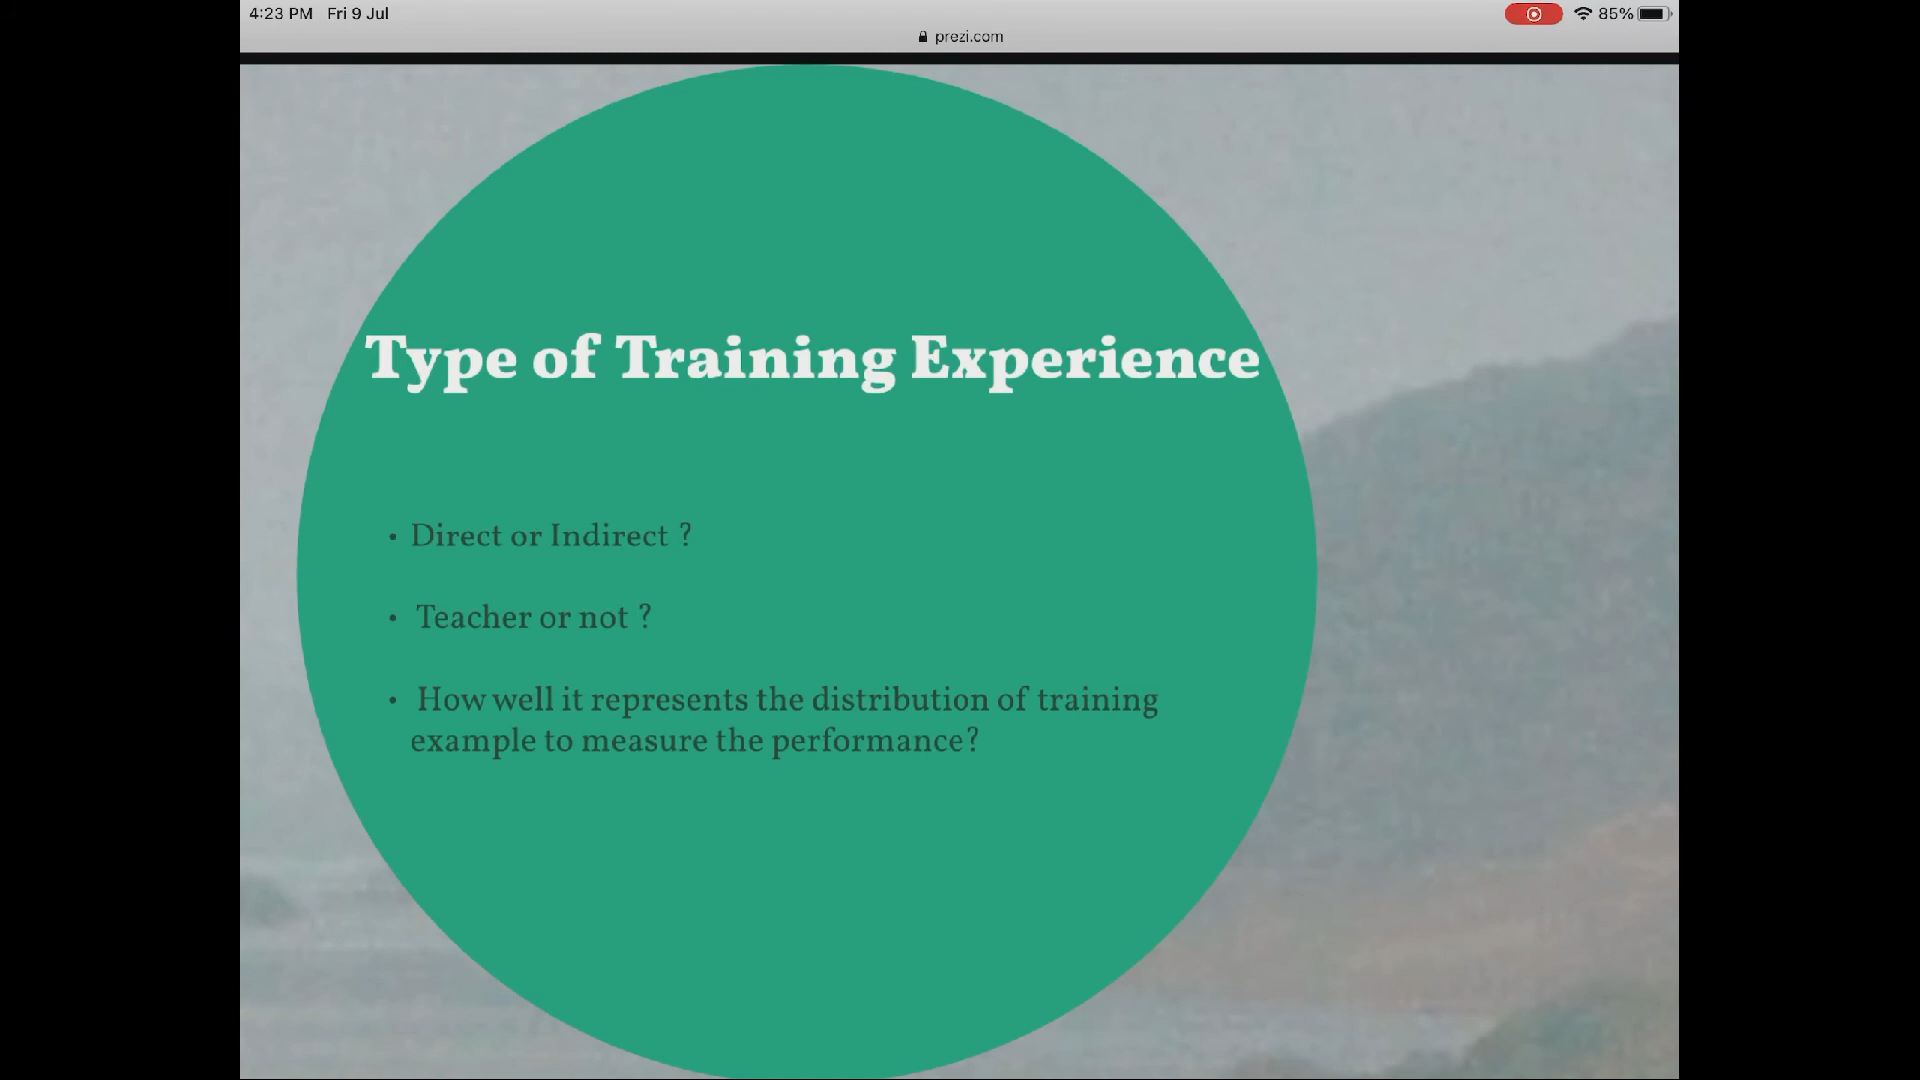 4:23 PM Fri 9 Jul
85%
prezi.com
Type of Training Experience
• Direct or Indirect ?
• Teacher or not ?
• How well it represents the distribution of training
example to measure the performance?